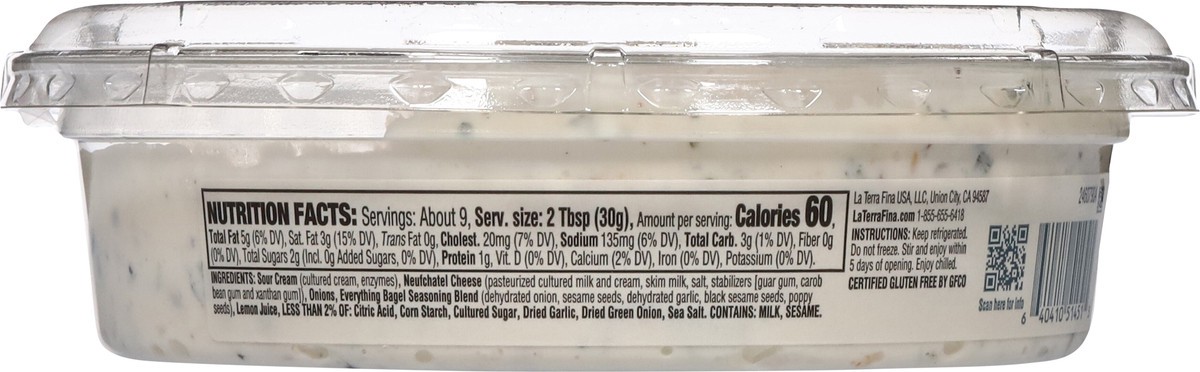 NUTRITION FACTS: Servings: About 9, Serv. size: 2 Tbsp (30g), Amount per serving: Calories 60,
Total Fat 5g (6% DV), Sat. Fat 3g (15% DV), Trans Fat 0g, Cholest. 20mg (7% DV), Sodium 135mg (6% DV), Total Carb. 3g (1% DV), Fiber 0g
(0% DV), Total Sugars 2g (Incl. 0g Added Sugars, 0% DV), Protein 1g, Vit. D (0% DV), Calcium (2% DV), Iron (0% DV), Potassium (0% DV).
INGREDIENTS: Sour Cream (cultured cream, enzymes), Neufchatel Cheese (pasteurized cultured milk and cream, skim milk, salt, stabilizers [guar gum, carob
bean gum and xanthan gum]), Onions, Everything Bagel Seasoning Blend (dehydrated onion, sesame seeds, dehydrated garlic, black sesame seeds, poppy
seeds), Lemon Juice, LESS THAN 2% OF: Citric Acid, Corn Starch, Cultured Sugar, Dried Garlic, Dried Green Onion, Sea Salt. CONTAINS: MILK, SESAME.
La Terra Fina USA, LLC, Union City, CA 94587
LaTerraFina.com 1-855-655-6418
INSTRUCTIONS: Keep refrigerated.
Do not freeze. Stir and enjoy within
5 days of opening. Enjoy chilled.
CERTIFIED GLUTEN FREE BY GFCO
Scan here for info
6 40410 51451